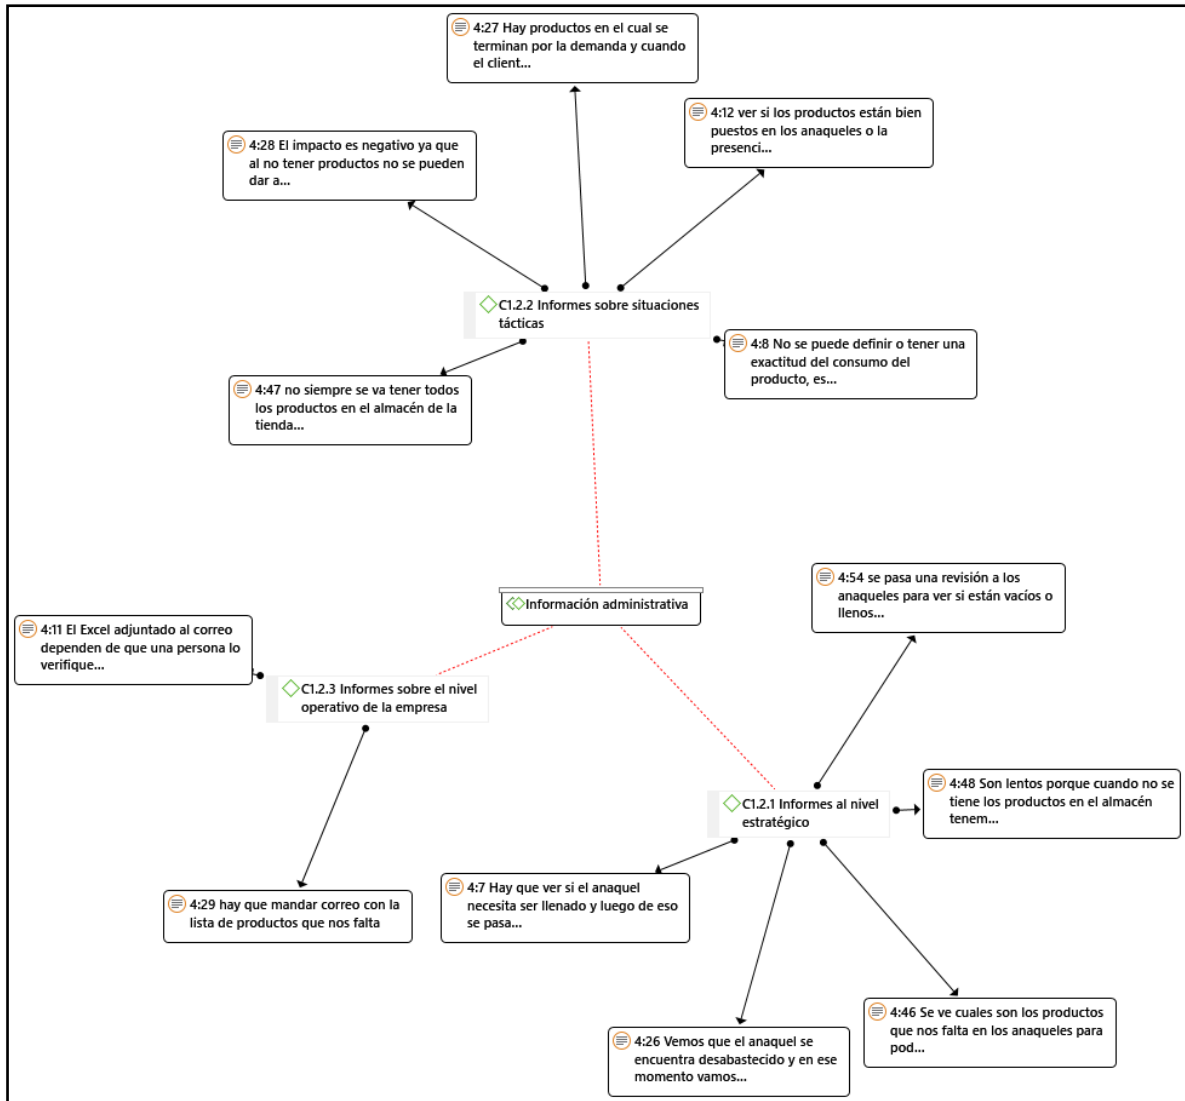 4:27 Hay productos en el cual se
terminan por la demanda y cuando
el client...
4:12 ver si los productos están bien
puestos en los anaqueles o la
presenci...
4:28 El impacto es negativo ya que
al no tener productos no se pueden
dar a...
C1.2.2 Informes sobre situaciones
tácticas
4:8 No se puede definir o tener una
exactitud del consumo del
producto, es...
4:47 no siempre se va tener todos
los productos en el almacén de la
tienda...
4:54 se pasa una revisión a los
anaqueles para ver si están vacíos o
llenos...
Información administrativa
4:11 El Excel adjuntado al correo
dependen de que una persona lo
verifique...
C1.2.3 Informes sobre el nivel
operativo de la empresa
4:48 Son lentos porque cuando no se
tiene los productos en el almacén
tenem...
C1.2.1 Informes al nivel
estratégico
4:7 Hay que ver si el anaquel
necesita ser llenado y luego de eso
se pasa...
4:29 hay que mandar correo con la
lista de productos que nos falta
4:46 Se ve cuales son los productos
que nos falta en los anaqueles para
pod...
4:26 Vemos que el anaquel se
encuentra desabastecido y en ese
momento vamos...